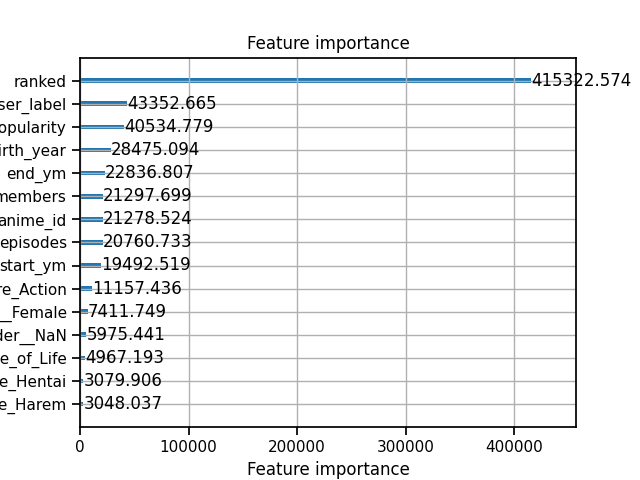 Feature importance
ranked 415322.574
ser_label 43352.665
opularity 40534.779
irth_year 28475.094
end_ym 22836.807
members 21297.699
anime_id 21278.524
episodes 20760.733
start_ym 19492.519
re_Action 11157.436
_Female 7411.749
der__NaN 5975.441
e_of_Life 4967.193
e_Hentai 3079.906
e_Harem 3048.037
0 100000 200000 300000 400000
Feature importance